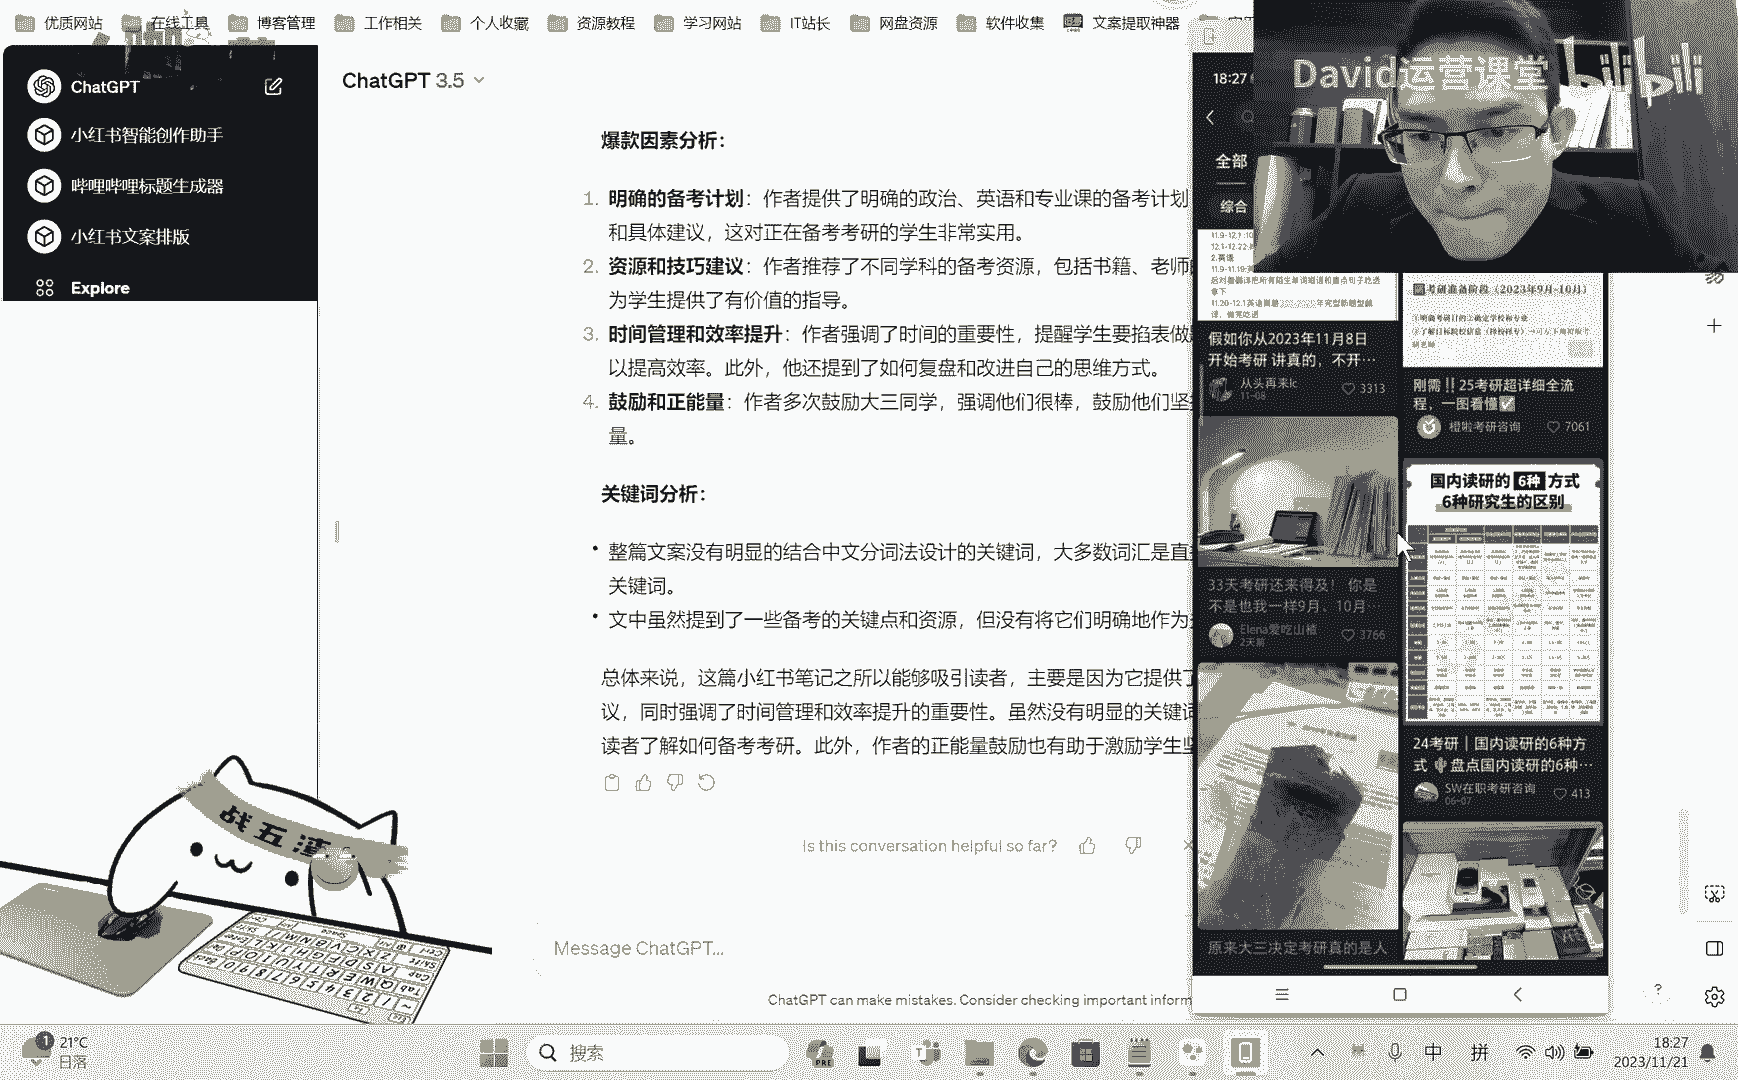 优质网站
在线工具
博客管理
工作相关
个人收藏
资源教程
学习网站
IT站长
网盘资源
软件收集
文案提取神器
David运营课堂
bilibili
ChatGPT
小红书智能创作助手
哔哩哔哩标题生成器
小红书文案排版
Explore
ChatGPT 3.5
爆款因素分析：
1. 明确的备考计划：作者提供了明确的政治、英语和专业课的备考计划
和具体建议，这对正在备考考研的学生非常实用。
2. 资源和技巧建议：作者推荐了不同学科的备考资源，包括书籍、老师
为学生提供了有价值的指导。
3. 时间管理和效率提升：作者强调了时间的重要性，提醒学生要掐表做
以提高效率。此外，他还提到了如何复盘和改进自己的思维方式。
4. 鼓励和正能量：作者多次鼓励大三同学，强调他们很棒，鼓励他们坚
量。
关键词分析：
• 整篇文案没有明显的结合中文分词法设计的关键词，大多数词汇是直
关键词。
• 文中虽然提到了一些备考的关键点和资源，但没有将它们明确地作为
总体来说，这篇小红书笔记之所以能够吸引读者，主要是因为它提供了
议，同时强调了时间管理和效率提升的重要性。虽然没有明显的关键词
读者了解如何备考考研。此外，作者的正能量鼓励也有助于激励学生坚
Is this conversation helpful so far?
Message ChatGPT...
ChatGPT can make mistakes. Consider checking important inform
18:27
全部
综合
2.英语
假如你从2023年11月8日
开始考研 讲真的，不开…
从头再来lc
11-08
3313
33天考研还来得及！ 你是
不是也我一样9月、10月
Elena爱吃山楂
2天前
3766
原来大三决定考研真的是人
考研准备阶段（2023年9月-10月）
刚需‼️25考研超详细全流
程，一图看懂✅
橙啦考研咨询
7061
国内读研的 6种 方式
6种研究生的区别
24考研｜国内读研的6种方
式 🌵盘点国内读研的6种…
SW在职考研咨询
06-07
413
战五渣
21°C
日落
搜索
中
拼
18:27
2023/11/21